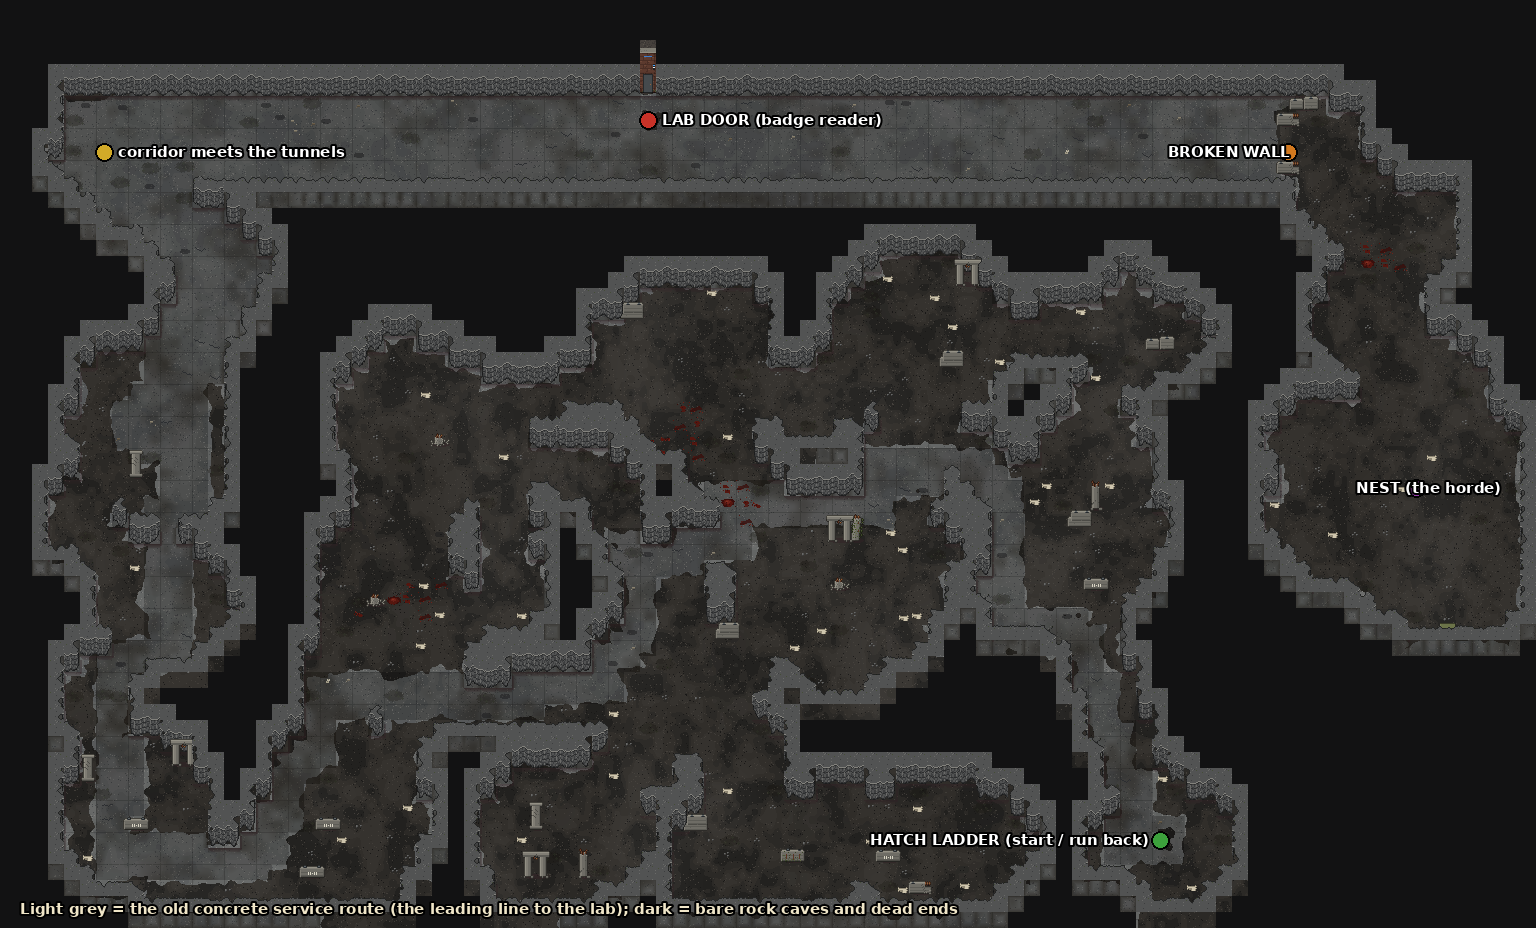 LAB DOOR (badge reader)
corridor meets the tunnels
BROKEN WALL
NEST (the horde)
HATCH LADDER (start / run back)
Light grey = the old concrete service route (the leading line to the lab); dark = bare rock caves and dead ends